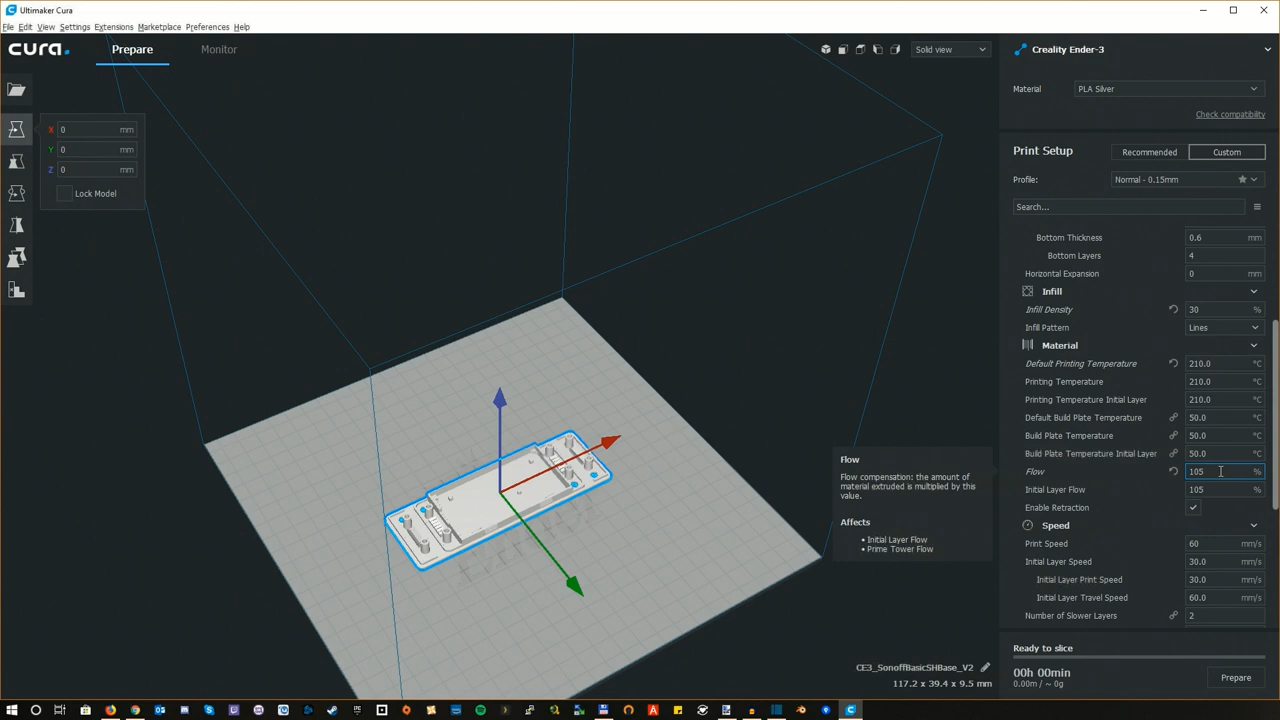 Ultimaker Cura
File Edit View Settings Extensions Marketplace Preferences Help
cura. Prepare Monitor
Solid view
Creality Ender-3
Material PLA Silver
Check compatibility
X 0 mm
Y 0 mm
Z 0 mm
Lock Model
Print Setup Recommended Custom
Profile: Normal - 0.15mm
Search...
Bottom Thickness 0.6 mm
Bottom Layers 4
Horizontal Expansion 0 mm
Infill
Infill Density 30 %
Infill Pattern Lines
Material
Default Printing Temperature 210.0 °C
Printing Temperature 210.0 °C
Printing Temperature Initial Layer 210.0 °C
Default Build Plate Temperature 50.0 °C
Build Plate Temperature 50.0 °C
Build Plate Temperature Initial Layer 50.0 °C
Flow 105 %
Initial Layer Flow 105 %
Enable Retraction
Speed
Print Speed 60 mm/s
Initial Layer Speed 30.0 mm/s
Initial Layer Print Speed 30.0 mm/s
Initial Layer Travel Speed 60.0 mm/s
Number of Slower Layers 2
Flow
Flow compensation: the amount of
material extruded is multiplied by this
value.
Affects
• Initial Layer Flow
• Prime Tower Flow
CE3_SonoffBasicSHBase_V2
117.2 x 39.4 x 9.5 mm
Ready to slice
00h 00min
0.00m / ~ 0g
Prepare